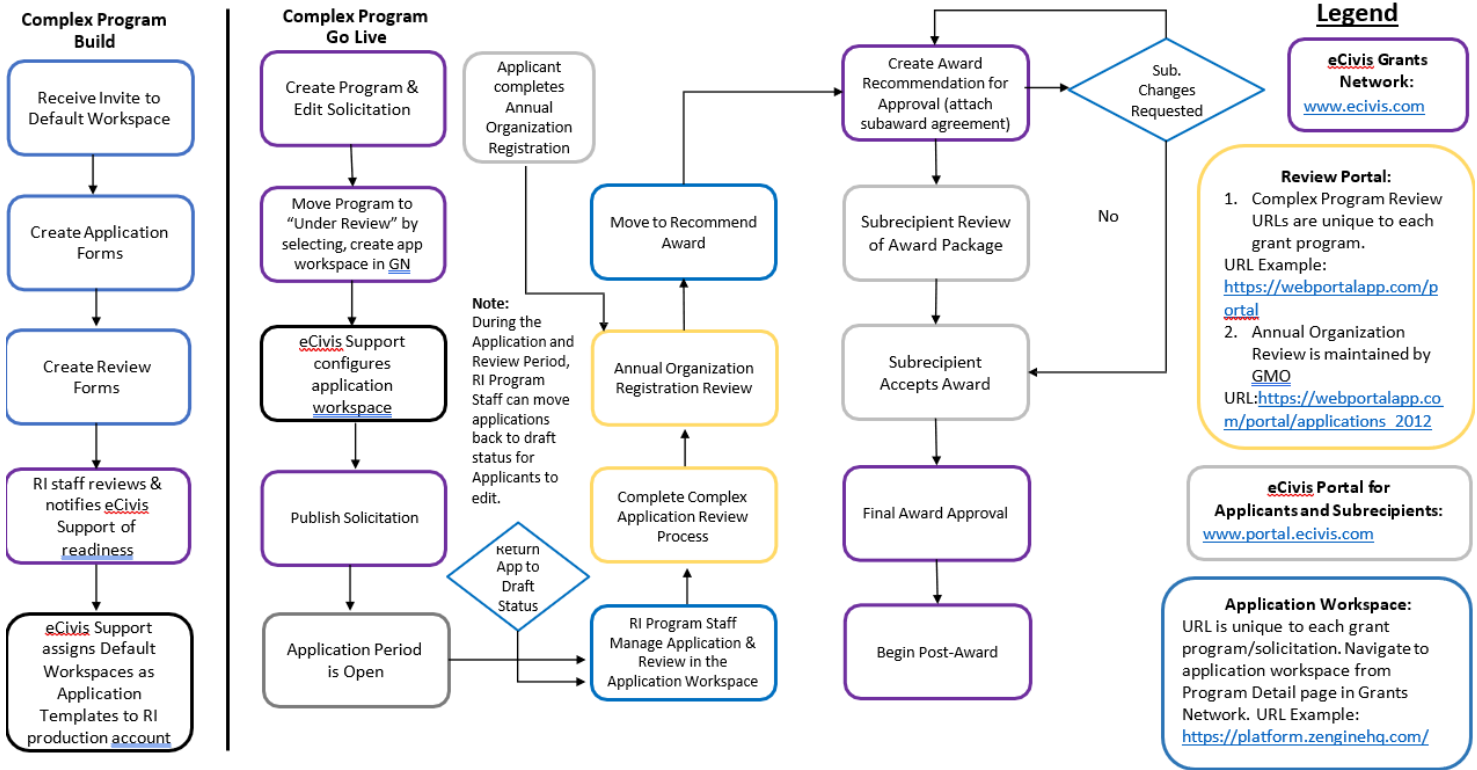 Complex Program
Build
Receive Invite to
Default Workspace
Create Application
Forms
Create Review
Forms
RI staff reviews &
notifies eCivis
Support of
readiness
eCivis Support
assigns Default
Workspaces as
Application
Templates to RI
production account
Complex Program
Go Live
Create Program &
Edit Solicitation
Move Program to
“Under Review” by
selecting, create app
workspace in GN
eCivis Support
configures
application
workspace
Publish Solicitation
Application Period
is Open
Applicant
completes
Annual
Organization
Registration
Note:
During the
Application and
Review Period,
RI Program
Staff can move
applications
back to draft
status for
Applicants to
edit.
Return
App to
Draft
Status
Move to Recommend
Award
Annual Organization
Registration Review
Complete Complex
Application Review
Process
RI Program Staff
Manage Application &
Review in the
Application Workspace
Create Award
Recommendation for
Approval (attach
subaward agreement)
Sub.
Changes
Requested
No
Subrecipient Review
of Award Package
Subrecipient
Accepts Award
Final Award Approval
Begin Post-Award
Legend
eCivis Grants
Network:
www.ecivis.com
Review Portal:
1. Complex Program Review
URLs are unique to each
grant program.
URL Example:
https://webportalapp.com/p
ortal
2. Annual Organization
Review is maintained by
GMO
URL:https://webportalapp.co
m/portal/applications_2012
eCivis Portal for
Applicants and Subrecipients:
www.portal.ecivis.com
Application Workspace:
URL is unique to each grant
program/solicitation. Navigate to
application workspace from
Program Detail page in Grants
Network. URL Example:
https://platform.zenginehq.com/